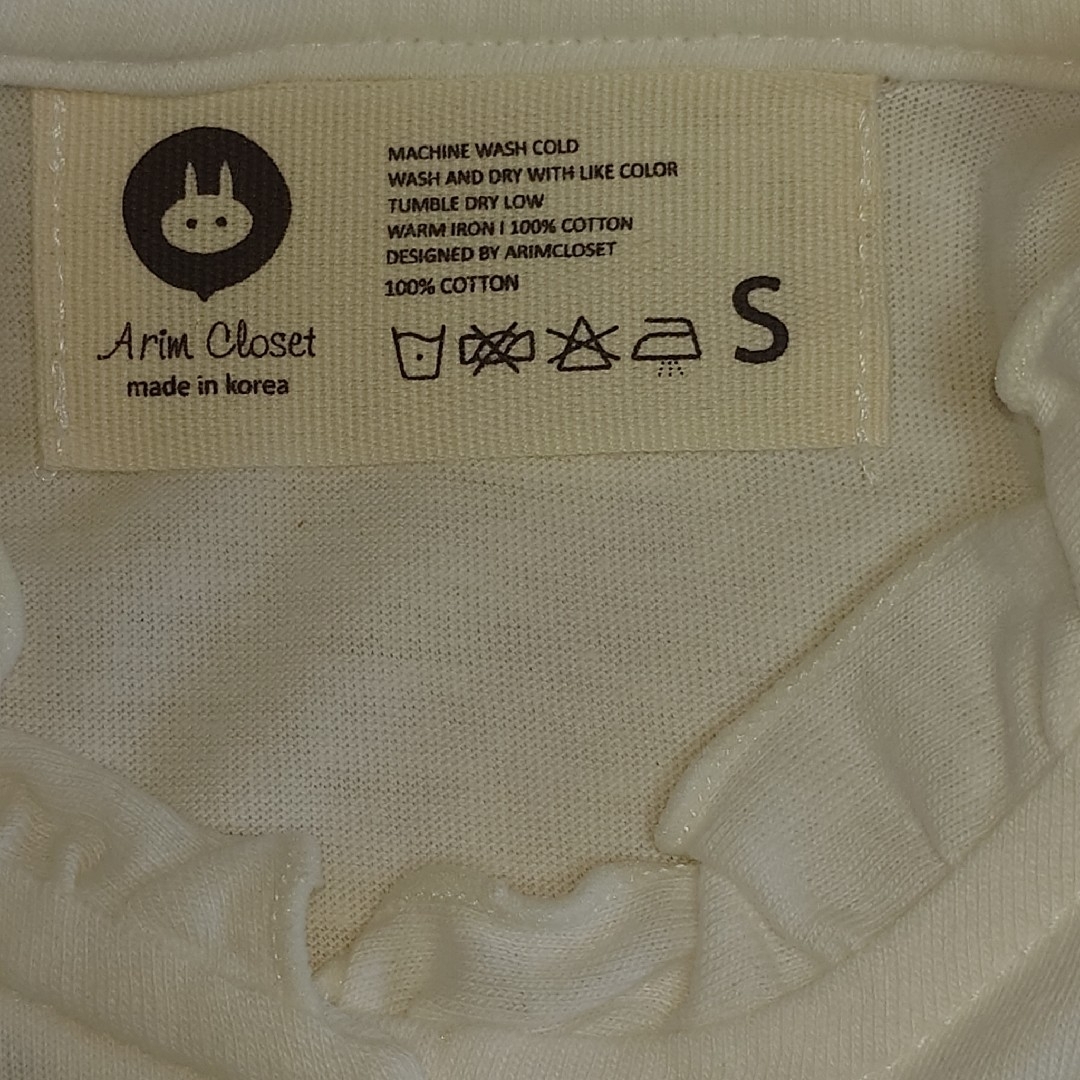 Arim Closet
made in korea
MACHINE WASH COLD
WASH AND DRY WITH LIKE COLOR
TUMBLE DRY LOW
WARM IRON I 100% COTTON
DESIGNED BY ARIMCLOSET
100% COTTON
S